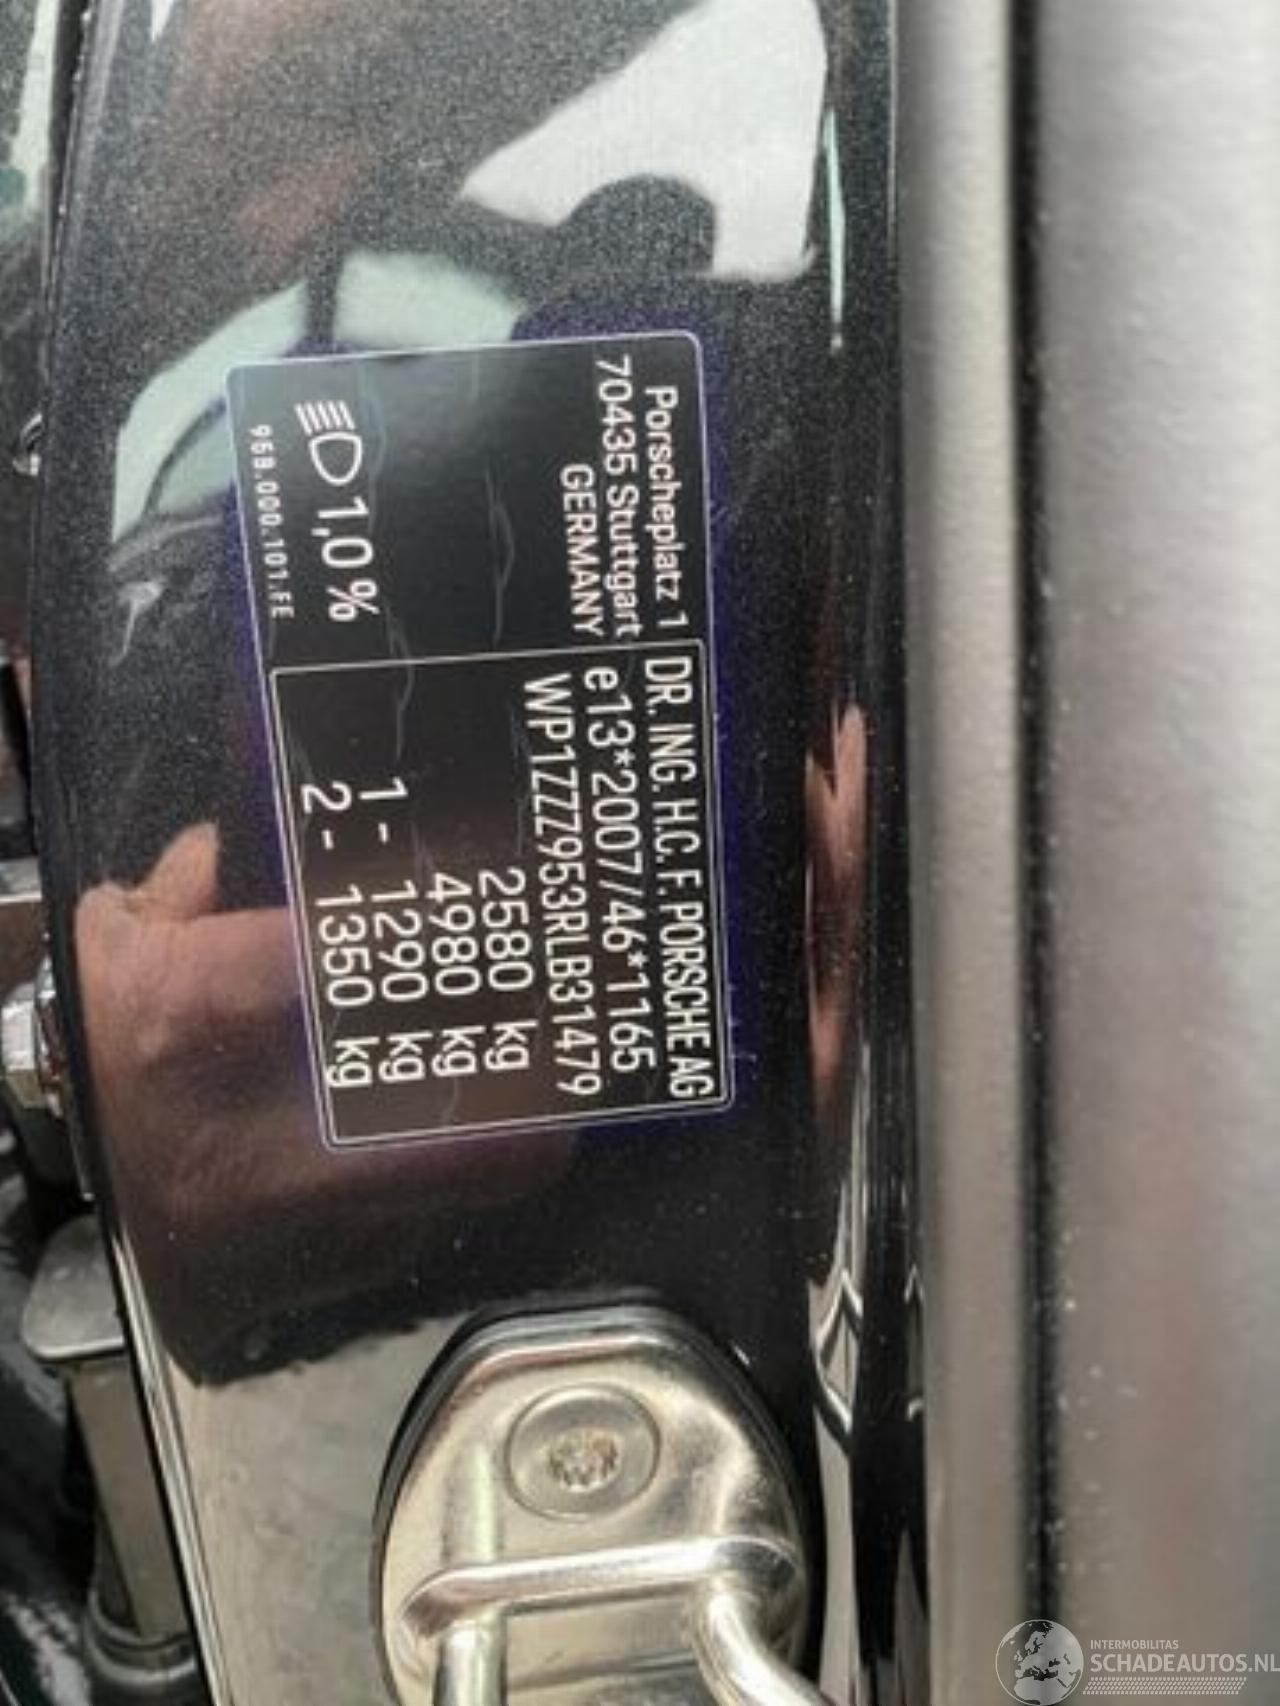 Porscheplatz 1
70435 Stuttgart
GERMANY
1,0%
958.000.101.FE
DR. ING. H.C. F. PORSCHE AG
e13*2007/46*1165
WP1ZZZ953RLB31479
2580 kg
4980 kg
1 - 1290 kg
2 - 1350 kg
INTERMOBILITAS
SCHADEAUTOS.NL